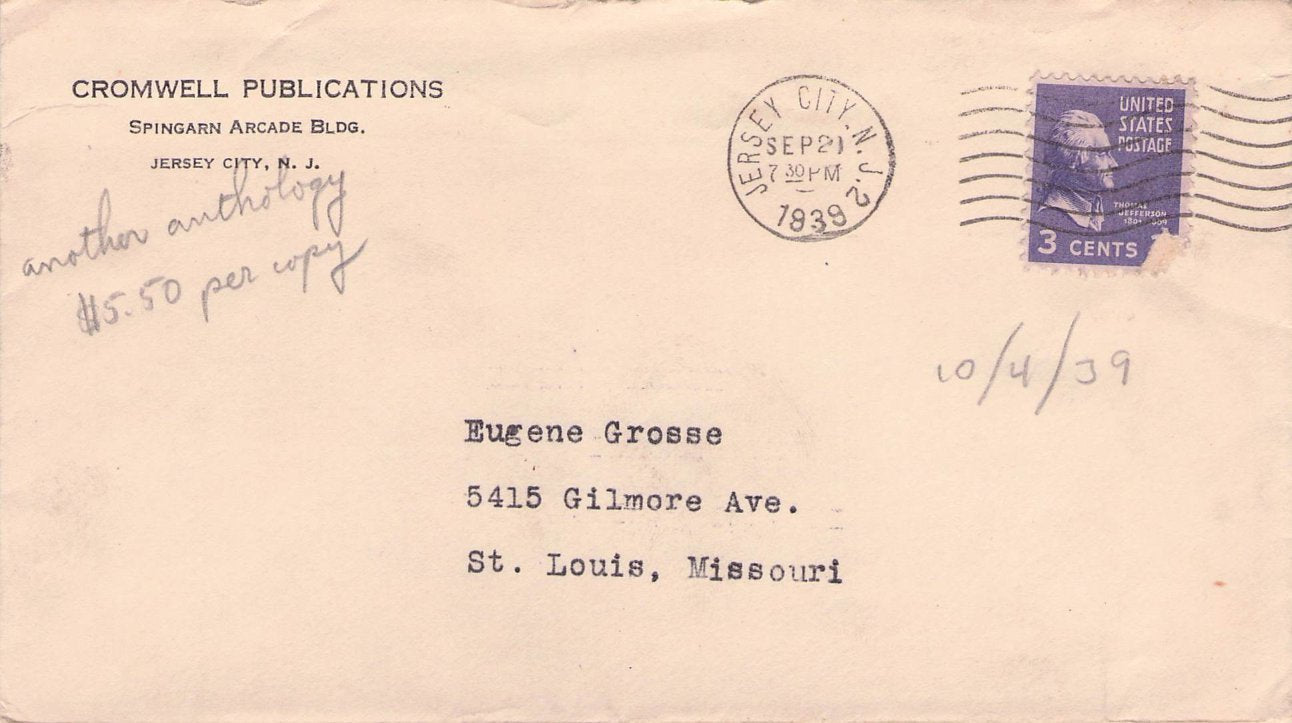 CROMWELL PUBLICATIONS
SPINGARN ARCADE BLDG.
JERSEY CITY, N. J.
another anthology
$5.50 per copy
JERSEY CITY, N. J. 2
SEP 21
7 30 PM
1939
UNITED
STATES
POSTAGE
THOMAS
JEFFERSON
3 CENTS
10/4/39
Eugene Grosse
5415 Gilmore Ave.
St. Louis, Missouri